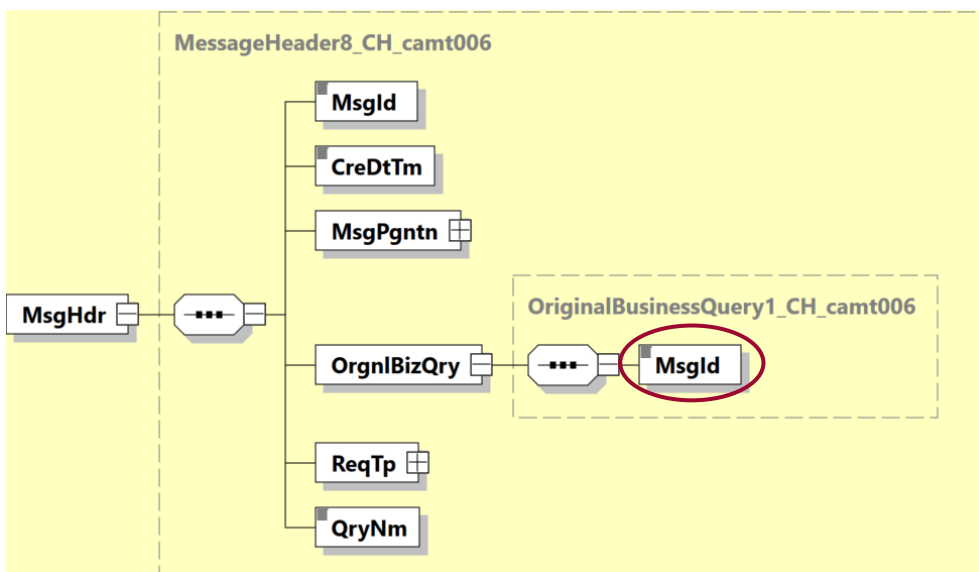 MessageHeader8_CH_camt006
MsgId
CreDtTm
MsgPgntn
MsgHdr
OriginalBusinessQuery1_CH_camt006
OrgnlBizQry
MsgId
ReqTp
QryNm